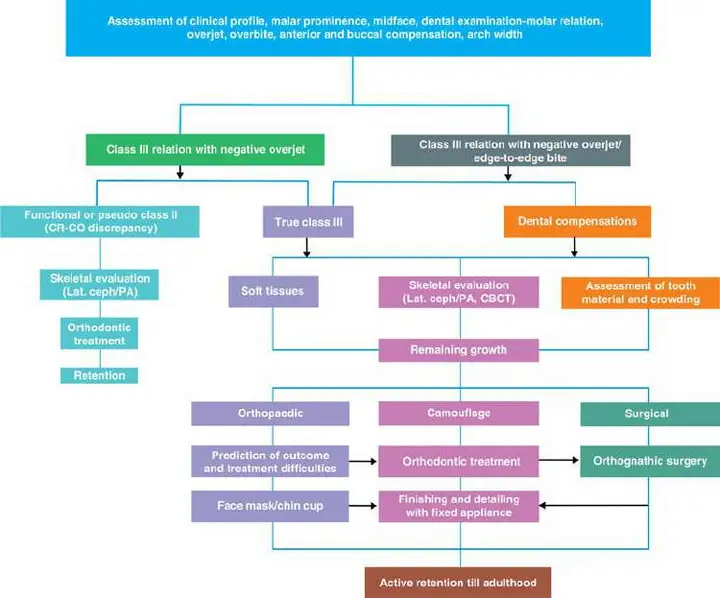 Assessment of clinical profile, malar prominence, midface, dental examination-molar relation,
overjet, overbite, anterior and buccal compensation, arch width
Class III relation with negative overjet
Class III relation with negative overjet/
edge-to-edge bite
Functional or pseudo class II
(CR-CO discrepancy)
True class III
Dental compensations
Skeletal evaluation
(Lat. ceph/PA)
Soft tissues
Skeletal evaluation
(Lat. ceph/PA, CBCT)
Assessment of tooth
material and crowding
Orthodontic
treatment
Remaining growth
Retention
Orthopaedic
Camouflage
Surgical
Prediction of outcome
and treatment difficulties
Orthodontic treatment
Orthognathic surgery
Face mask/chin cup
Finishing and detailing
with fixed appliance
Active retention till adulthood